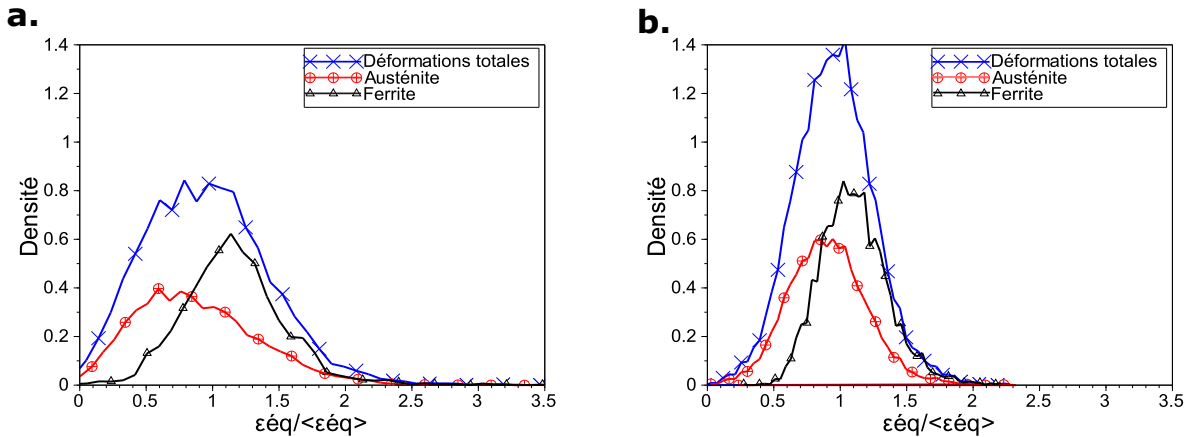 a.
1.4
1.2
1
0.8
0.6
0.4
0.2
0
Densité
Déformations totales
Austénite
Ferrite
0 0.5 1 1.5 2 2.5 3 3.5
εéq/<εéq>
b.
1.4
1.2
1
0.8
0.6
0.4
0.2
0
Densité
Déformations totales
Austénite
Ferrite
0 0.5 1 1.5 2 2.5 3 3.5
εéq/<εéq>